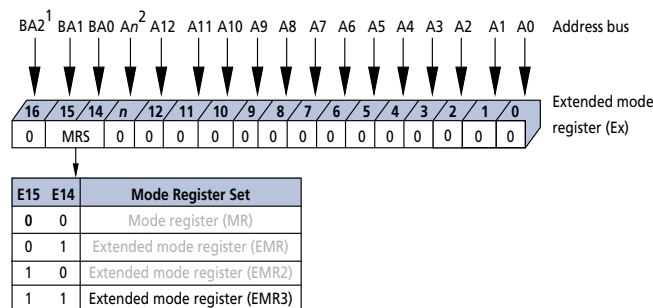 BA2¹ BA1 BA0 An² A12 A11 A10 A9 A8 A7 A6 A5 A4 A3 A2 A1 A0 Address bus
16 15 14 n 12 11 10 9 8 7 6 5 4 3 2 1 0 Extended mode
register (Ex)
0 MRS 0 0 0 0 0 0 0 0 0 0 0 0 0 0
E15 E14 Mode Register Set
0 0 Mode register (MR)
0 1 Extended mode register (EMR)
1 0 Extended mode register (EMR2)
1 1 Extended mode register (EMR3)